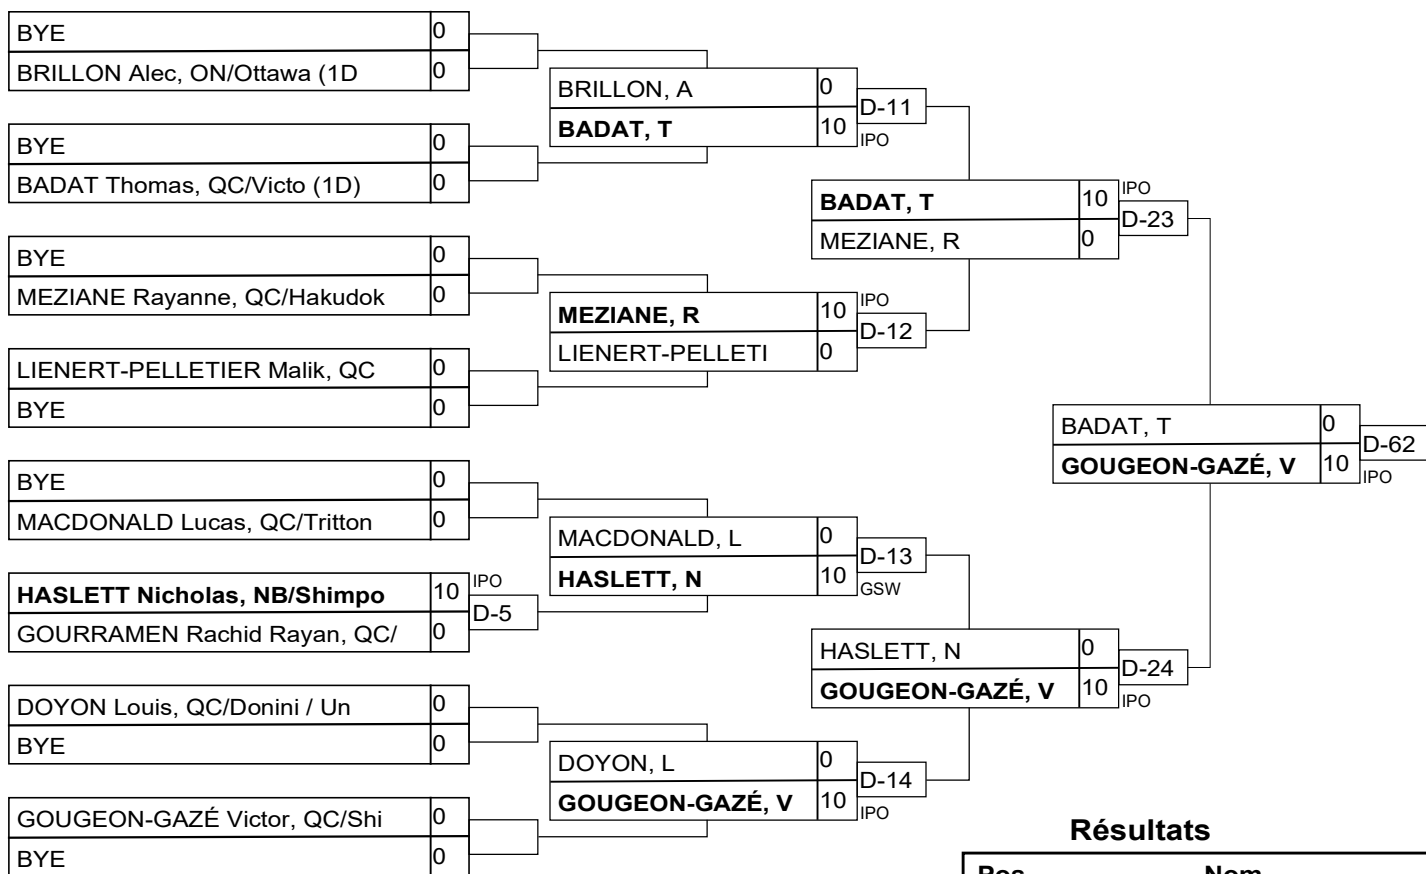 BYE 0
BRILLON Alec, ON/Ottawa (1D 0
BRILLON, A 0
D-11
BADAT, T 10
IPO
BYE 0
BADAT Thomas, QC/Victo (1D) 0
BADAT, T 10 IPO
D-23
MEZIANE, R 0
BYE 0
MEZIANE Rayanne, QC/Hakudok 0
MEZIANE, R 10 IPO
D-12
LIENERT-PELLETI 0
LIENERT-PELLETIER Malik, QC 0
BYE 0
BADAT, T 0
D-62
GOUGEON-GAZÉ, V 10
IPO
BYE 0
MACDONALD Lucas, QC/Tritton 0
MACDONALD, L 0
D-13
HASLETT, N 10
GSW
HASLETT Nicholas, NB/Shimpo 10 IPO
D-5
GOURRAMEN Rachid Rayan, QC/ 0
HASLETT, N 0
D-24
GOUGEON-GAZÉ, V 10
IPO
DOYON Louis, QC/Donini / Un 0
BYE 0
DOYON, L 0
D-14
GOUGEON-GAZÉ, V 10
IPO
GOUGEON-GAZÉ Victor, QC/Shi 0
BYE 0
Résultats
Pos Nom